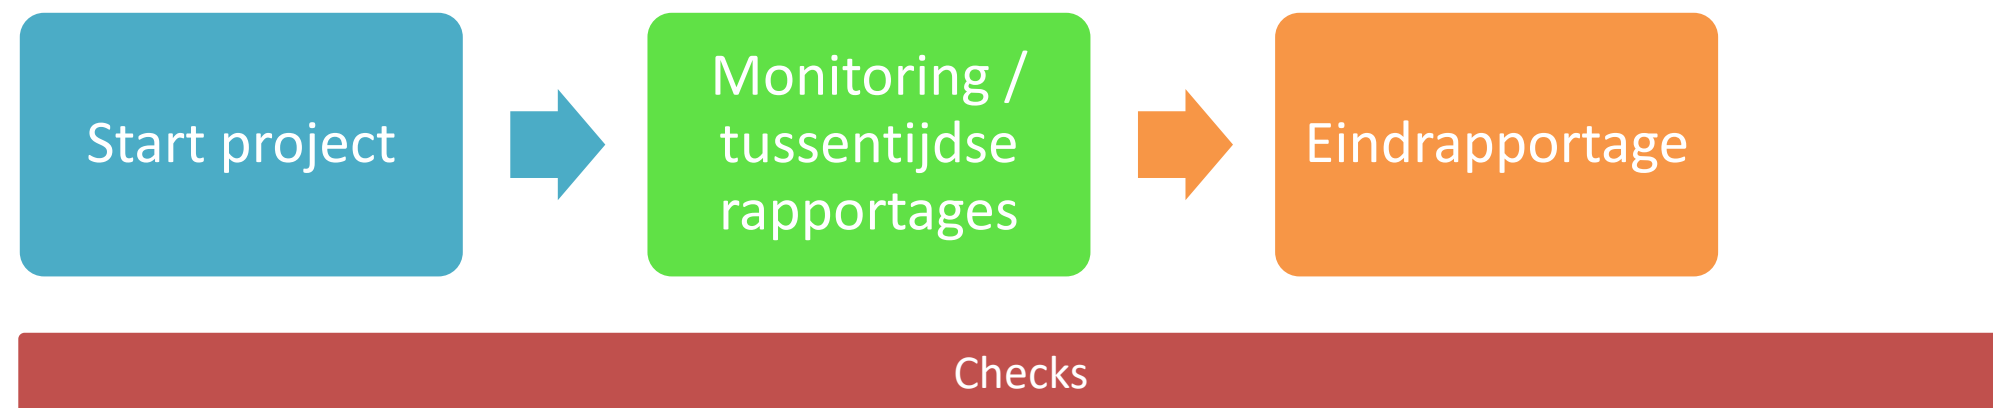 Start project
Monitoring /
tussentijdse
rapportages
Eindrapportage
Checks